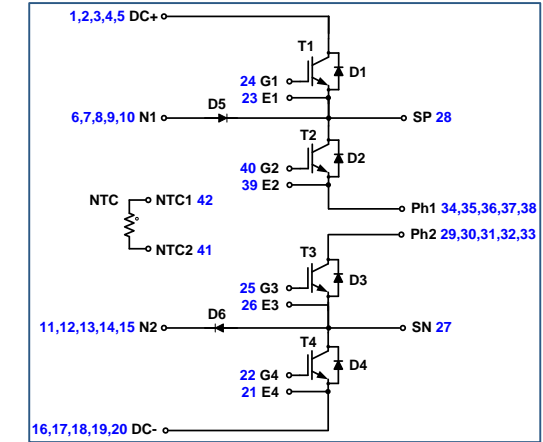 1,2,3,4,5 DC+
T1
D1
24 G1
23 E1
D5
6,7,8,9,10 N1
SP 28
T2
D2
40 G2
39 E2
NTC
NTC1 42
Ph1 34,35,36,37,38
Ph2 29,30,31,32,33
NTC2 41
T3
D3
25 G3
26 E3
D6
11,12,13,14,15 N2
SN 27
T4
D4
22 G4
21 E4
16,17,18,19,20 DC-